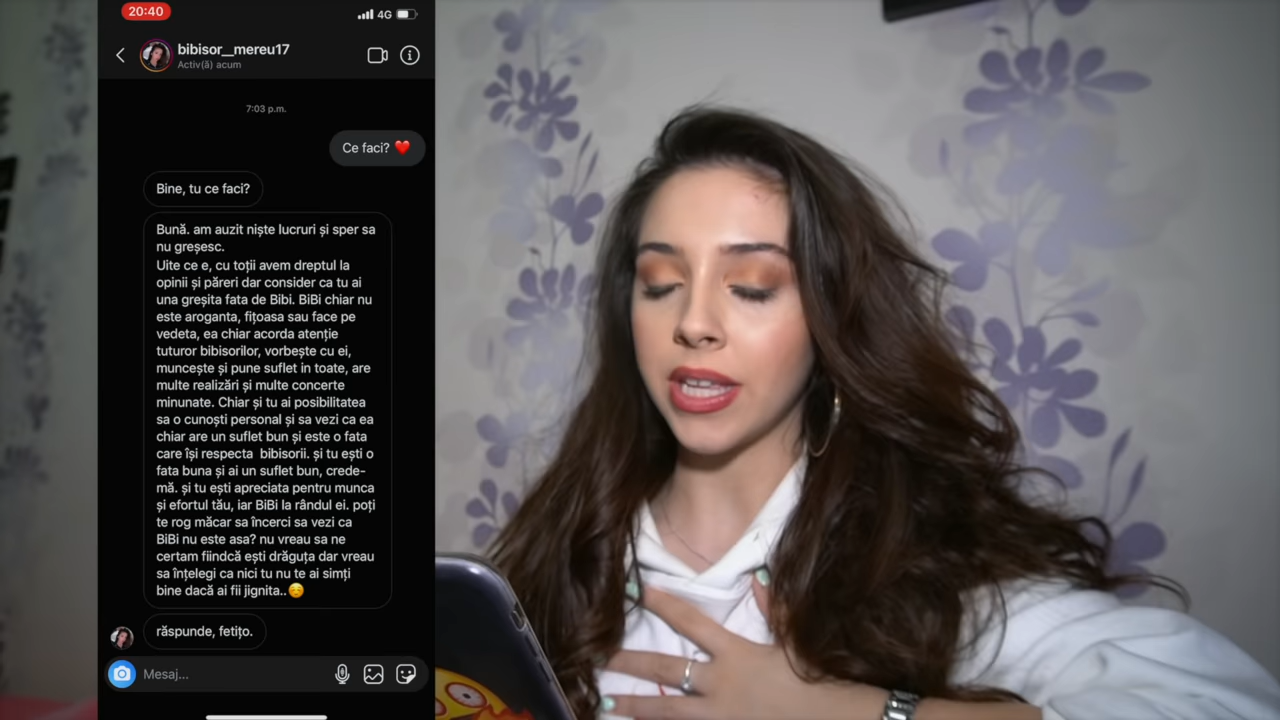 20:40
4G
bibisor__mereu17
Activ(ă) acum
7:03 p.m.
Ce faci? ❤️
Bine, tu ce faci?
Bună. am auzit niște lucruri și sper sa
nu greșesc.
Uite ce e, cu toții avem dreptul la
opinii și păreri dar consider ca tu ai
una greșita fata de Bibi. BiBi chiar nu
este aroganta, fițoasa sau face pe
vedeta, ea chiar acorda atenție
tuturor bibisorilor, vorbește cu ei,
muncește și pune suflet in toate, are
multe realizări și multe concerte
minunate. Chiar și tu ai posibilitatea
sa o cunoști personal și sa vezi ca ea
chiar are un suflet bun și este o fata
care își respecta  bibisorii. și tu ești o
fata buna și ai un suflet bun, crede-
mă. și tu ești apreciata pentru munca
și efortul tău, iar BiBi la rândul ei. poți
te rog măcar sa încerci sa vezi ca
BiBi nu este asa? nu vreau sa ne
certam fiindcă ești drăguța dar vreau
sa înțelegi ca nici tu nu te ai simți
bine dacă ai fii jignita..☺️
răspunde, fetițo.
Mesaj...